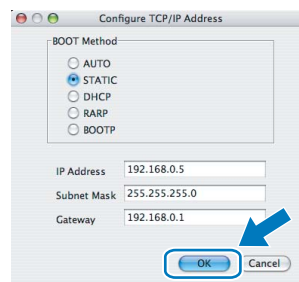 Configure TCP/IP Address
BOOT Method
AUTO
STATIC
DHCP
RARP
BOOTP
IP Address 192.168.0.5
Subnet Mask 255.255.255.0
Gateway 192.168.0.1
OK Cancel